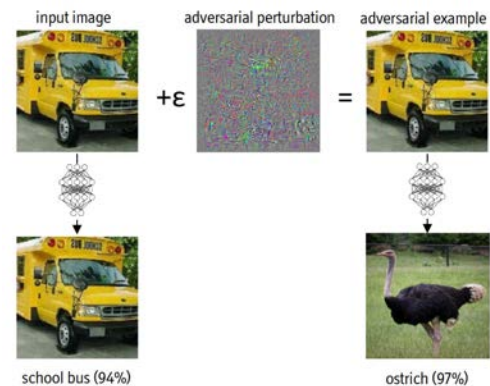 input image
adversarial perturbation
adversarial example
+ε
=
school bus (94%)
ostrich (97%)